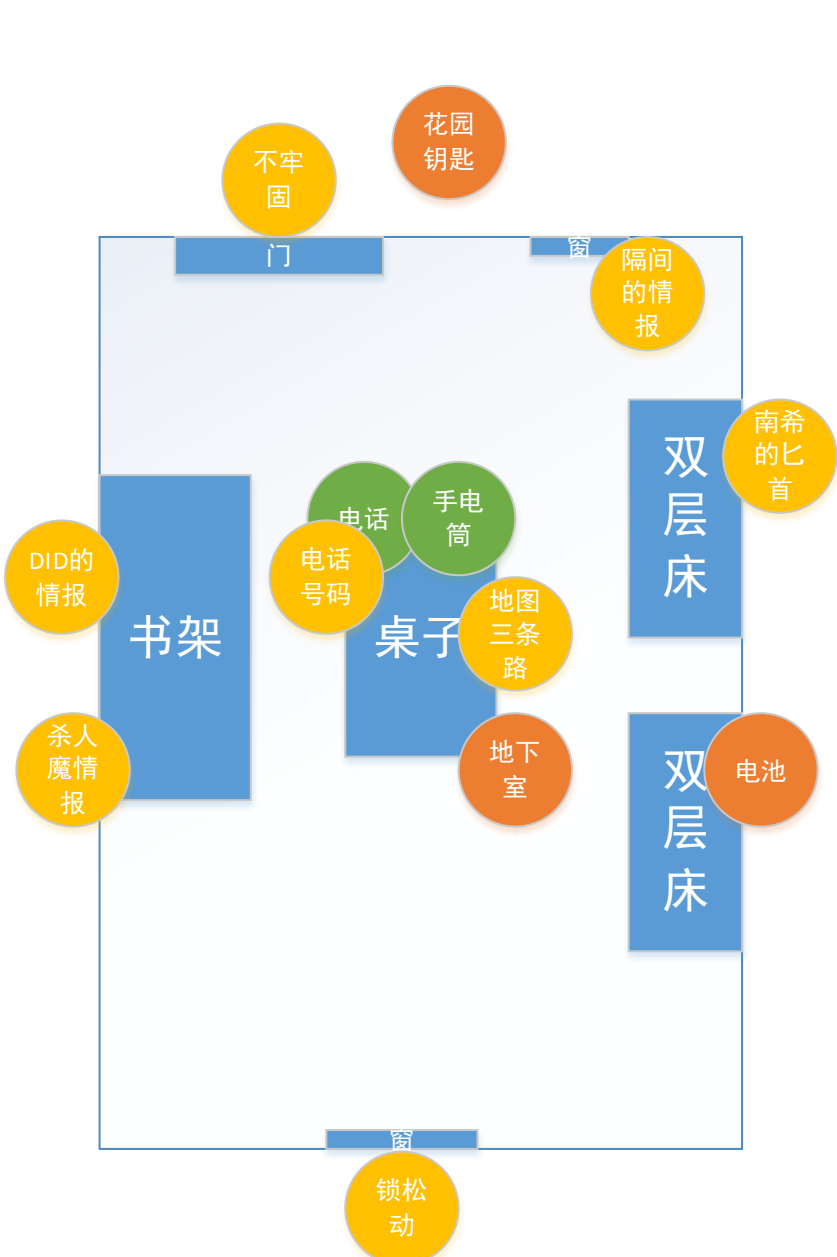 花园
钥匙
不牢
固
门
窗
隔间
的情
报
南希
的匕
首
双
层
床
电话
手电
筒
DID的
情报
电话
号码
地图
三条
路
书架
桌子
杀人
魔情
报
地下
室
双
层
床
电池
窗
锁松
动